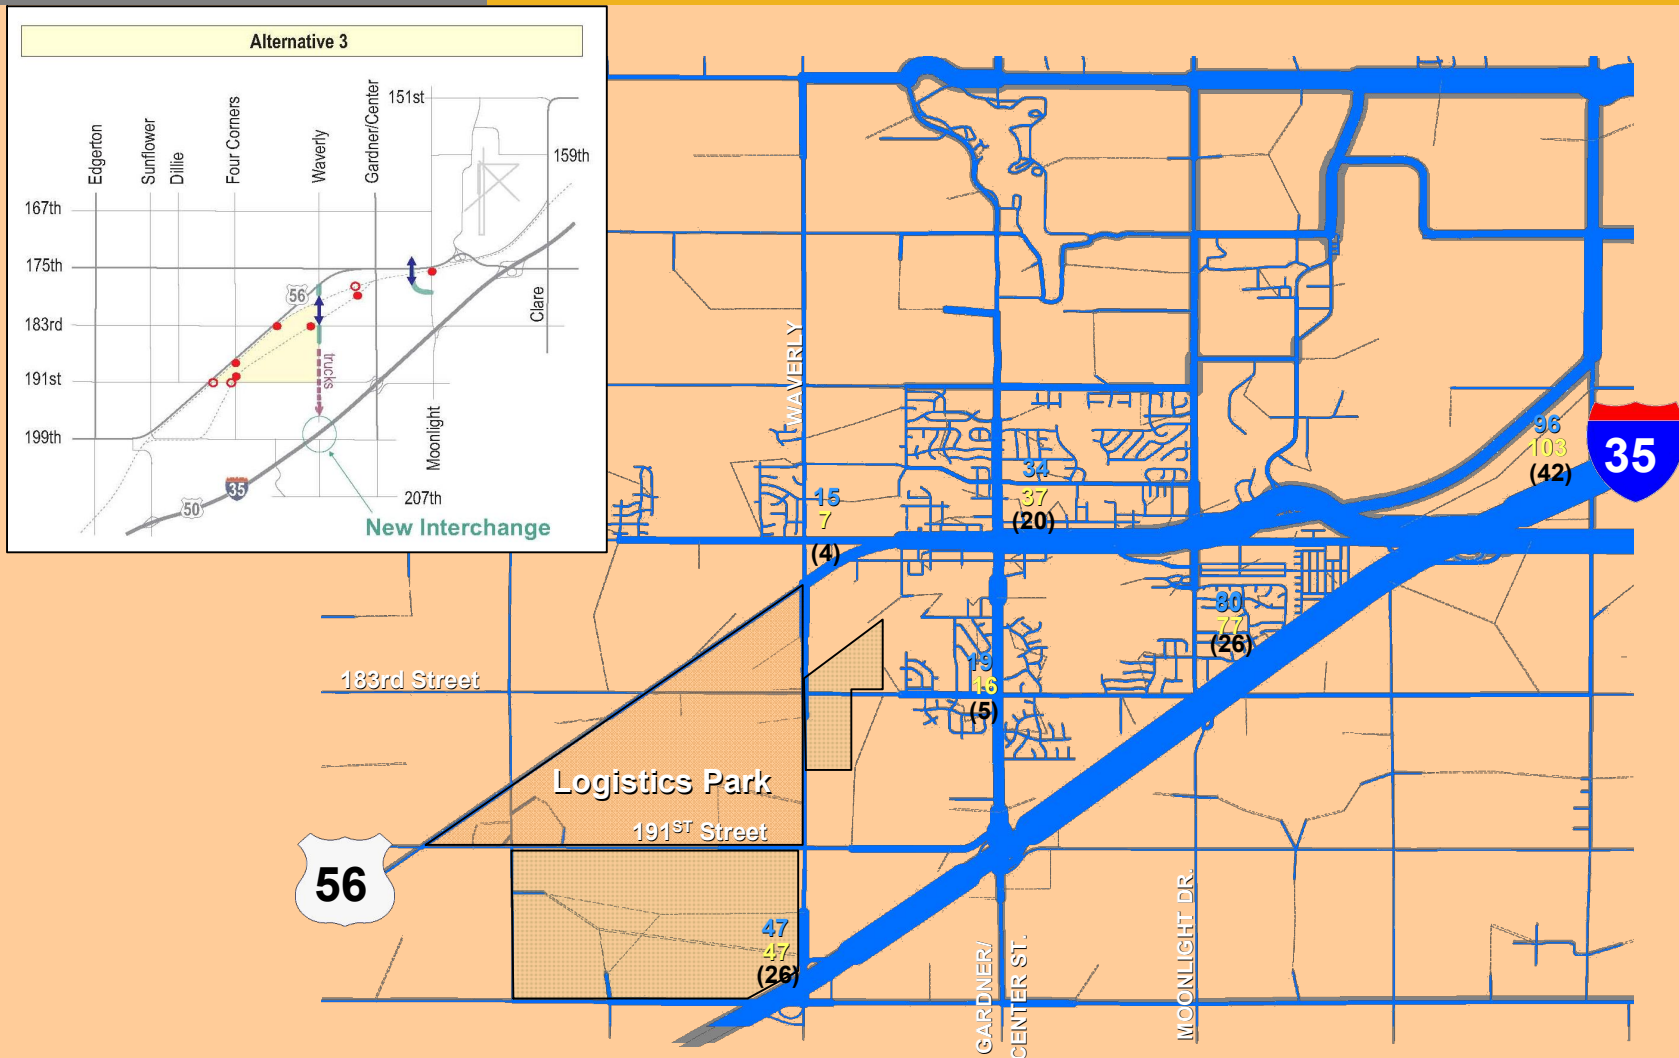 Alternative 3
151st
Edgerton
Sunflower
Dillie
Four Corners
Waverly
Gardner/Center
159th
167th
175th
56
183rd
Clare
trucks
191st
199th
Moonlight
35
50
207th
New Interchange
WAVERLY
96
103
(42)
35
34
37
(20)
15
7
(4)
80
77
(26)
19
16
(5)
183rd Street
Logistics Park
191ST Street
56
47
47
(26)
GARDNER/
CENTER ST.
MOONLIGHT DR.